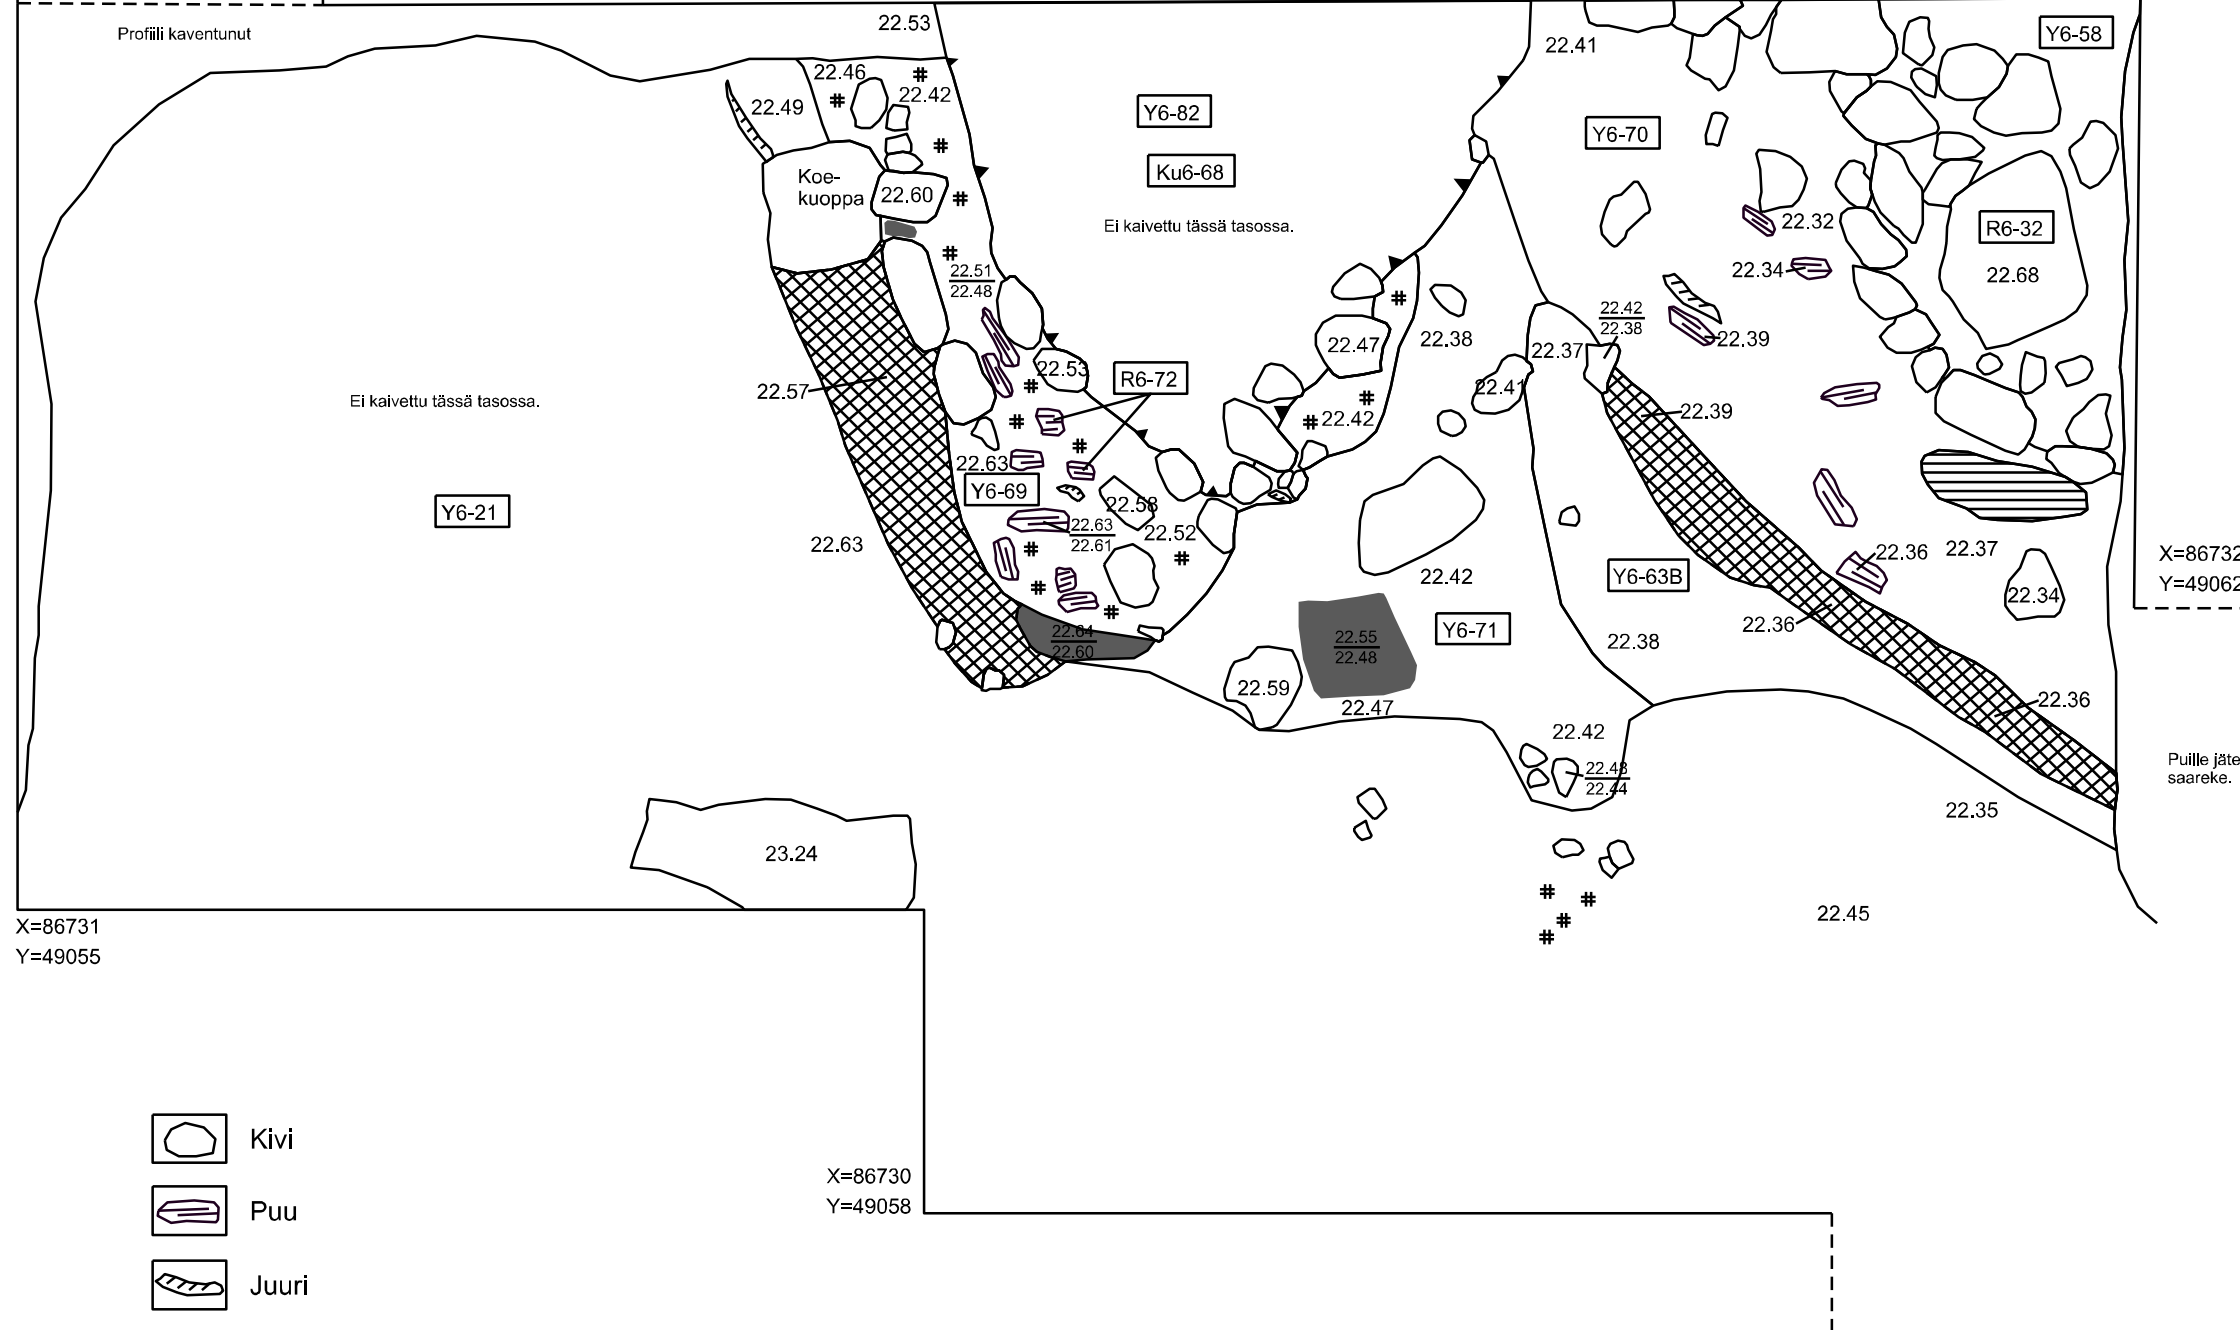 Profiili kaventunut
22.53
22.41
Y6-58
22.46
22.42
22.49
Y6-82
Y6-70
Ku6-68
Koe-
kuoppa
22.60
Ei kaivettu tässä tasossa.
22.32
R6-32
22.68
22.34
22.51
22.48
22.42
22.38
22.39
22.38
22.47
22.37
22.53
R6-72
22.57
22.41
Ei kaivettu tässä tasossa.
22.42
22.39
22.63
Y6-69
22.58
Y6-21
22.63
22.61
22.52
22.63
22.36
22.37
X=86732
Y=49062
22.42
Y6-63B
22.34
22.64
22.60
22.55
22.48
Y6-71
22.36
22.38
22.59
22.47
22.36
22.42
22.48
22.44
Puille jäte
saareke.
22.35
23.24
22.45
X=86731
Y=49055
Kivi
X=86730
Y=49058
Puu
Juuri